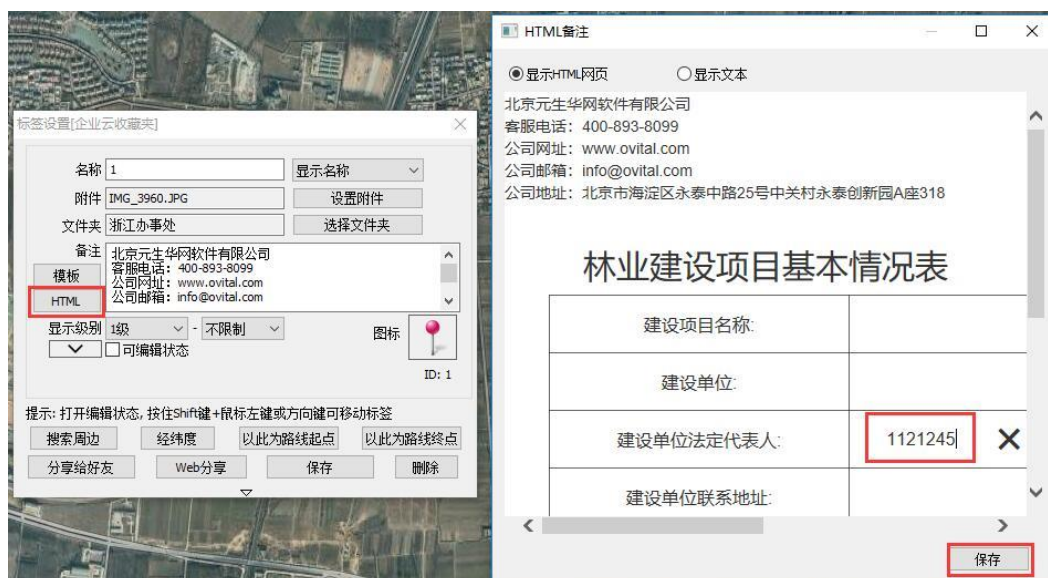 标签设置[企业云收藏夹]
名称 1 显示名称
附件 IMG_3960.JPG 设置附件
文件夹 浙江办事处 选择文件夹
备注
北京元生华网软件有限公司
客服电话：400-893-8099
公司网址：www.ovital.com
公司邮箱：info@ovital.com
模板
HTML
显示级别 1级 - 不限制 图标
可编辑状态
ID: 1
提示: 打开编辑状态, 按住Shift键+鼠标左键或方向键可移动标签
搜索周边 经纬度 以此为路线起点 以此为路线终点
分享给好友 Web分享 保存 删除
HTML备注
显示HTML网页 显示文本
北京元生华网软件有限公司
客服电话：400-893-8099
公司网址：www.ovital.com
公司邮箱：info@ovital.com
公司地址：北京市海淀区永泰中路25号中关村永泰创新园A座318
林业建设项目基本情况表
建设项目名称:
建设单位:
建设单位法定代表人: 1121245
建设单位联系地址:
保存